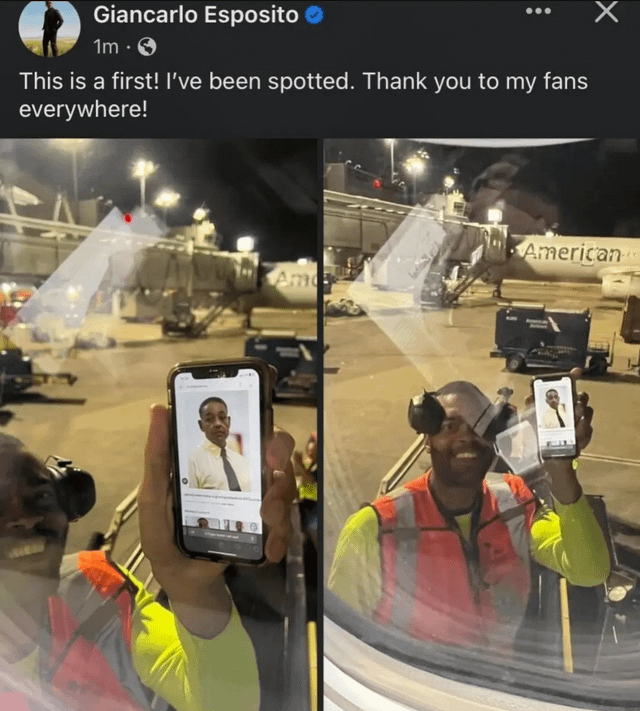 Giancarlo Esposito
1m
This is a first! I've been spotted. Thank you to my fans
everywhere!
Ame
American